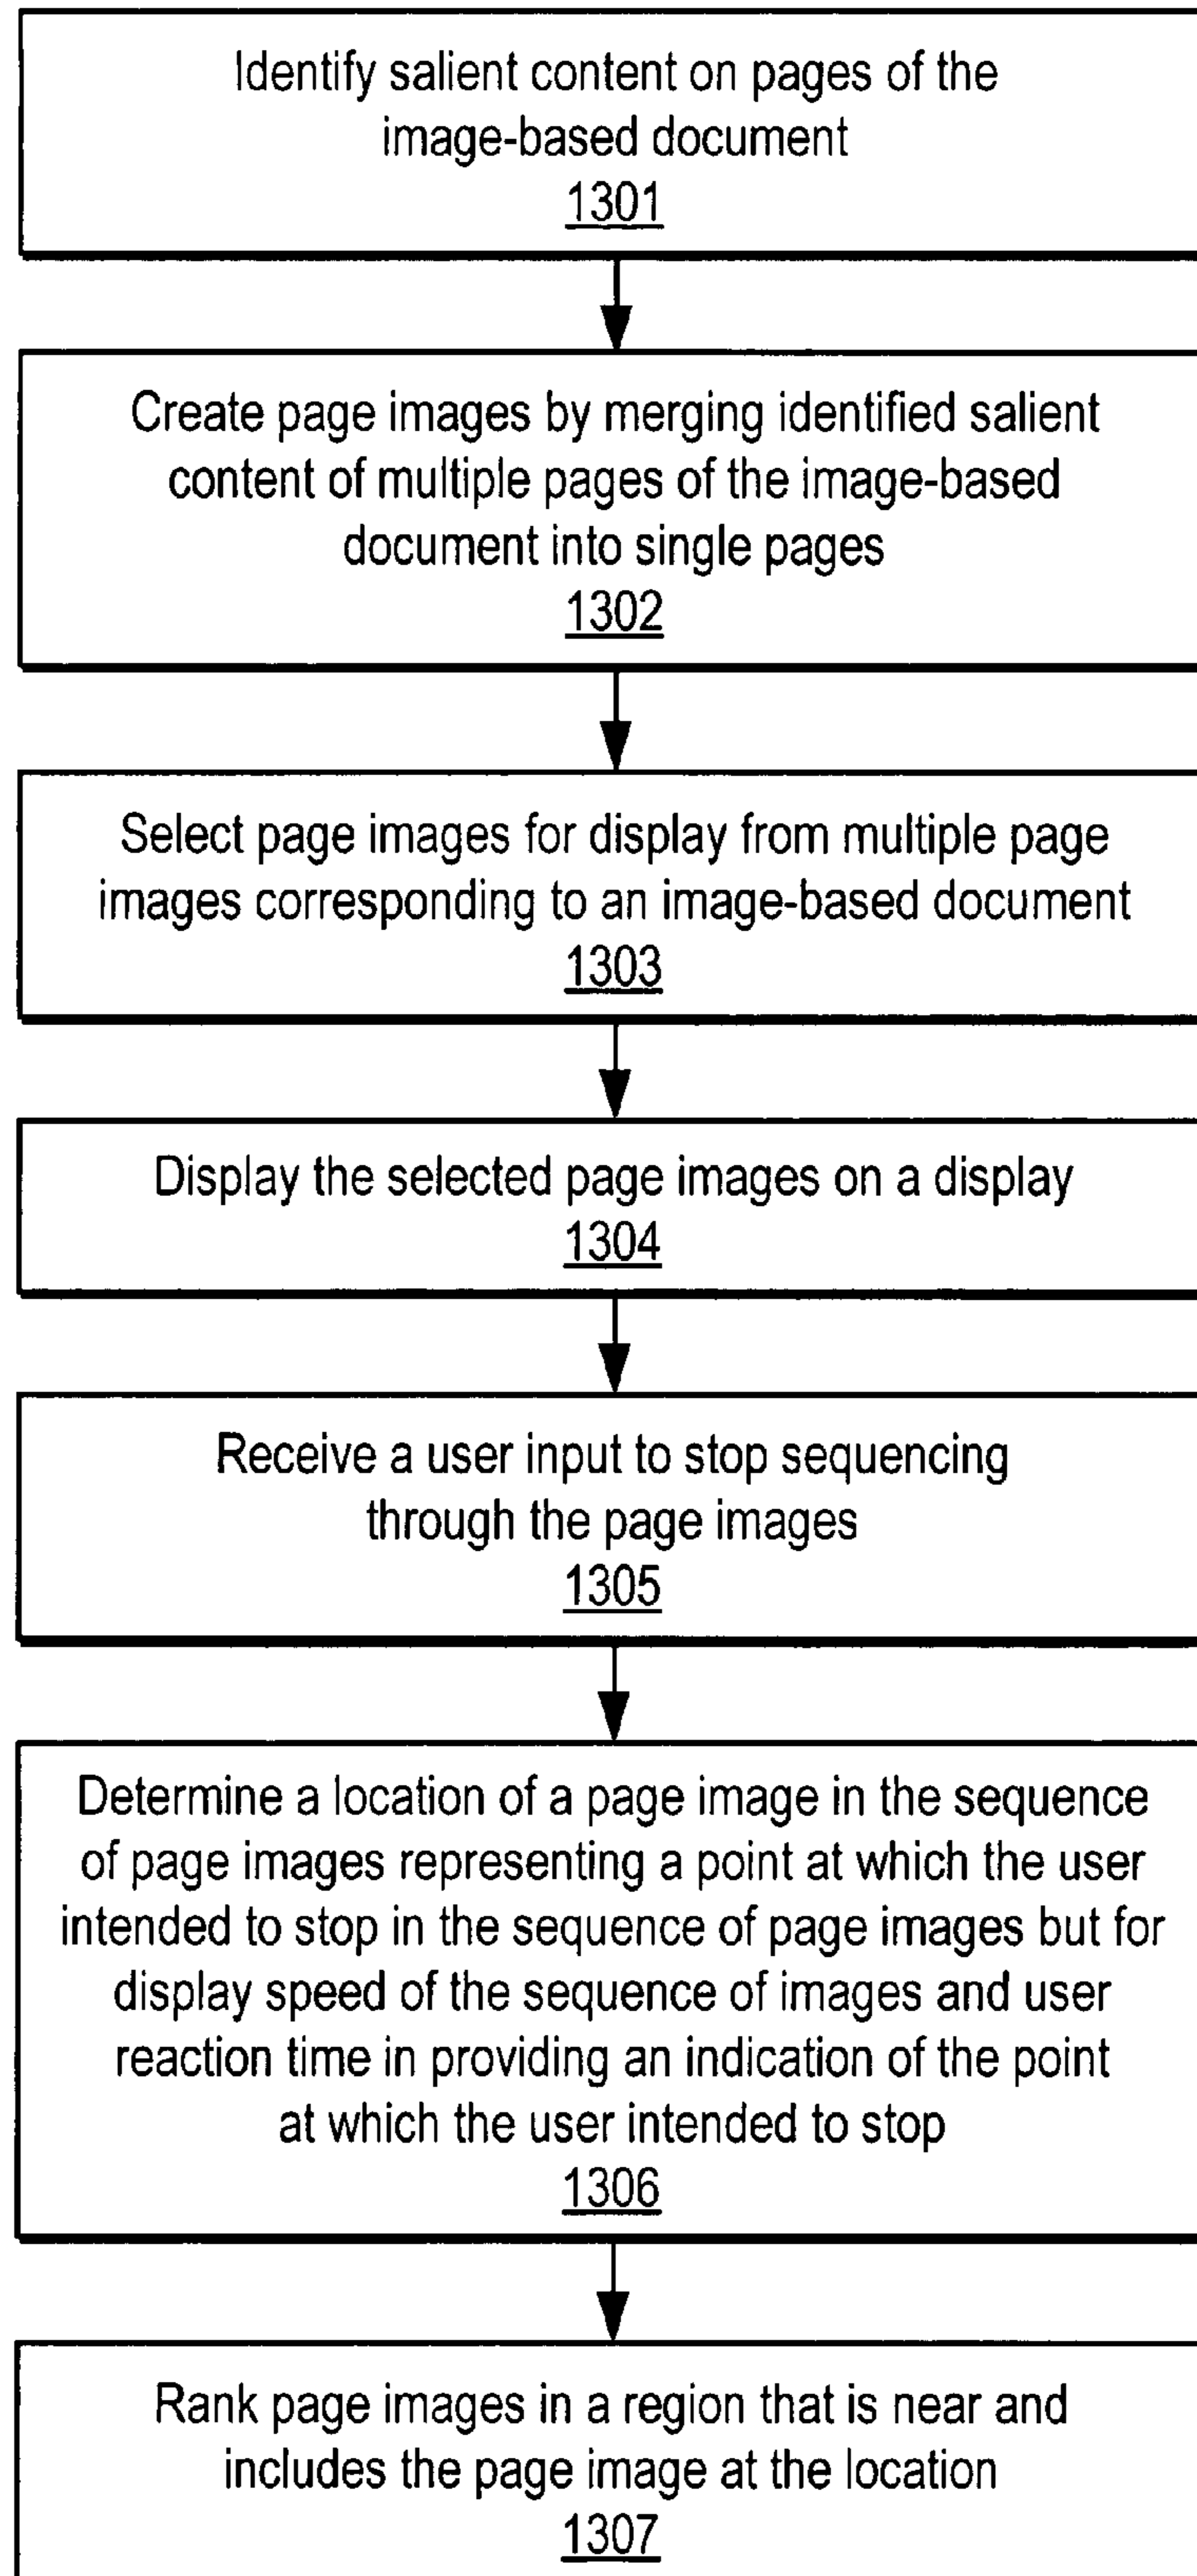 Identify salient content on pages of the
image-based document
1301
Create page images by merging identified salient
content of multiple pages of the image-based
document into single pages
1302
Select page images for display from multiple page
images corresponding to an image-based document
1303
Display the selected page images on a display
1304
Receive a user input to stop sequencing
through the page images
1305
Determine a location of a page image in the sequence
of page images representing a point at which the user
intended to stop in the sequence of page images but for
display speed of the sequence of images and user
reaction time in providing an indication of the point
at which the user intended to stop
1306
Rank page images in a region that is near and
includes the page image at the location
1307